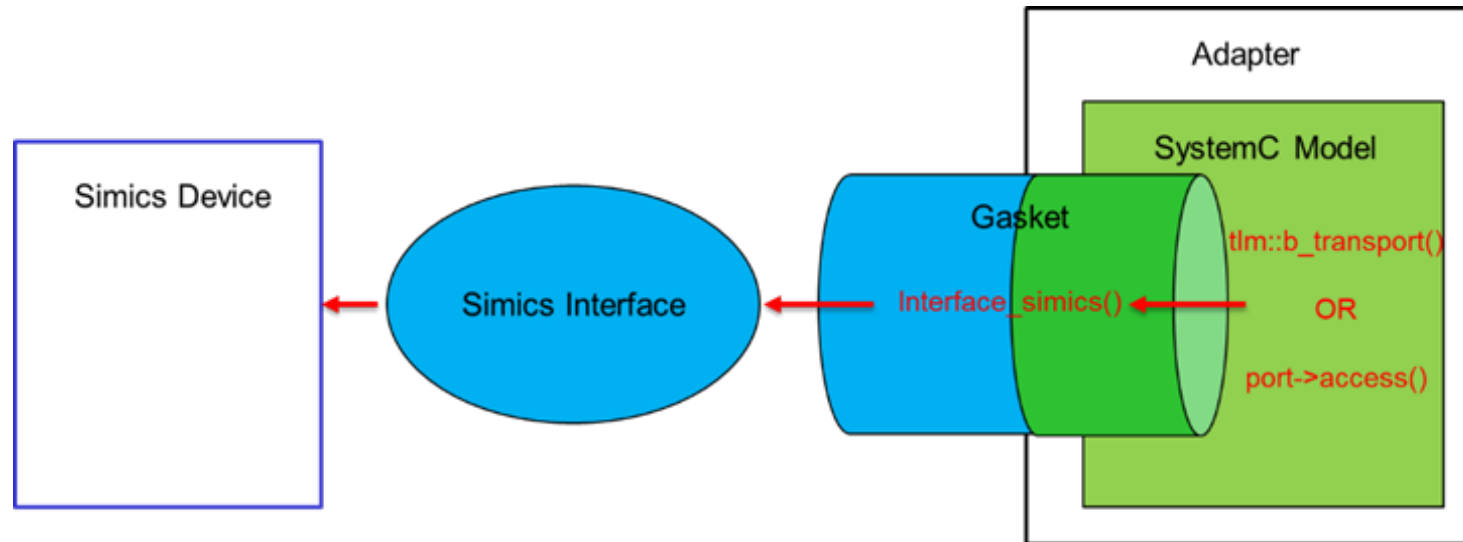 Adapter
SystemC Model
Simics Device
Gasket
tlm::b_transport()
Simics Interface
Interface_simics()
OR
port->access()